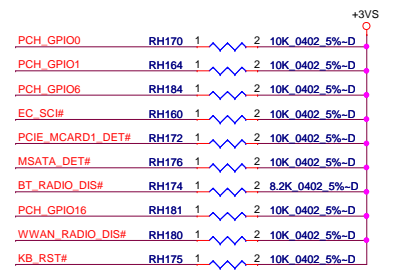 +3VS
PCH_GPIO0 RH170 1 2 10K_0402_5%~D
PCH_GPIO1 RH164 1 2 10K_0402_5%~D
PCH_GPIO6 RH184 1 2 10K_0402_5%~D
EC_SCI# RH160 1 2 10K_0402_5%~D
PCIE_MCARD1_DET# RH172 1 2 10K_0402_5%~D
MSATA_DET# RH176 1 2 10K_0402_5%~D
BT_RADIO_DIS# RH174 1 2 8.2K_0402_5%~D
PCH_GPIO16 RH181 1 2 10K_0402_5%~D
WWAN_RADIO_DIS# RH180 1 2 10K_0402_5%~D
KB_RST# RH175 1 2 10K_0402_5%~D